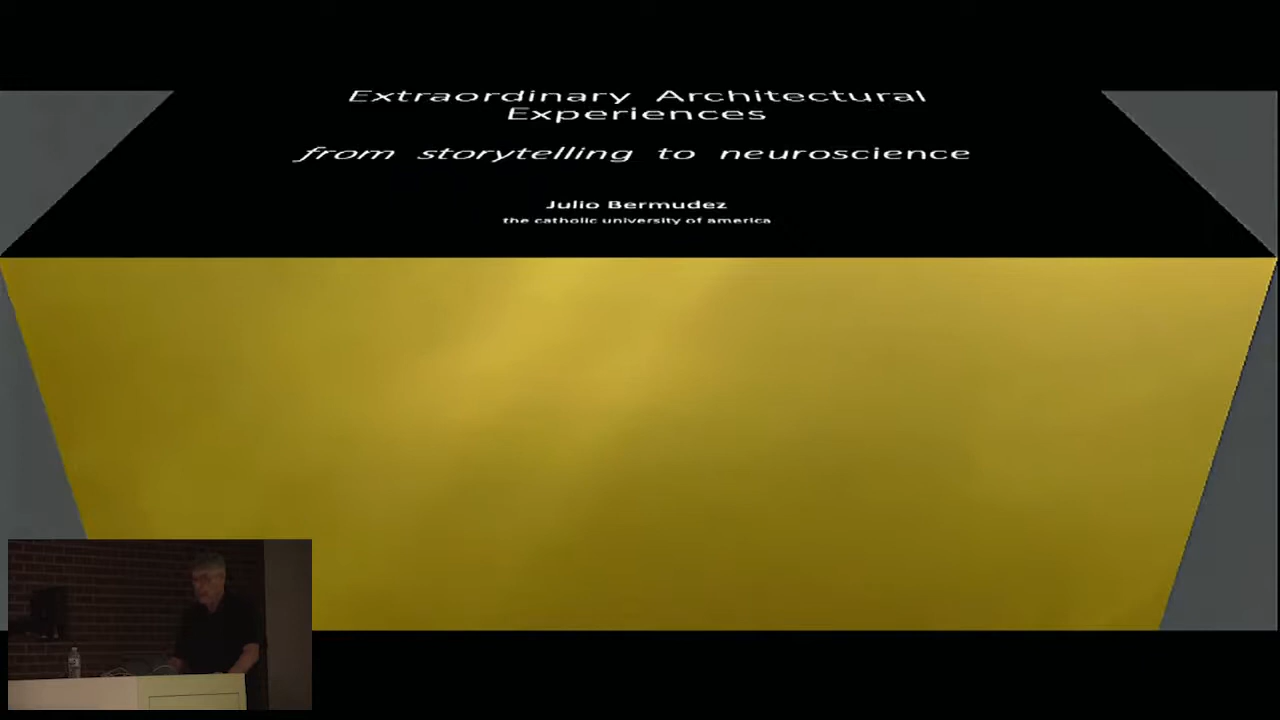 Extraordinary Architectural
Experiences
from storytelling to neuroscience
Julio Bermudez
the catholic university of america